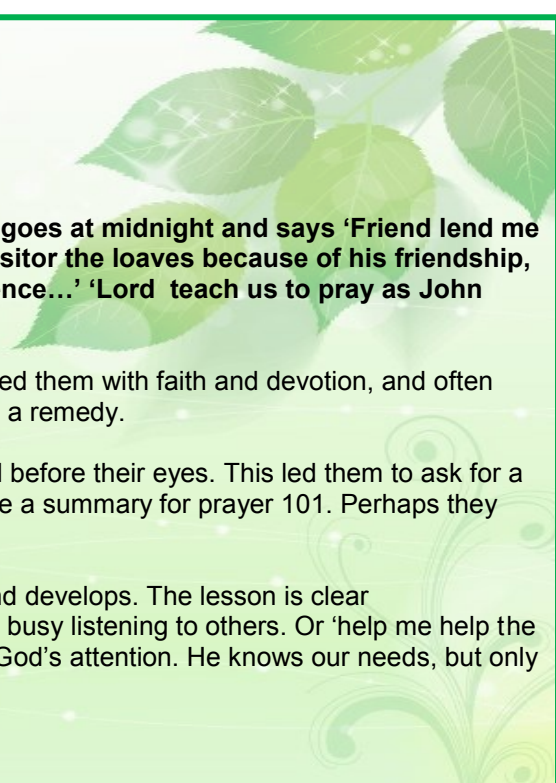 goes at midnight and says ‘Friend lend me
sitor the loaves because of his friendship,
nce…’ ‘Lord  teach us to pray as John
ed them with faith and devotion, and often
a remedy.
before their eyes. This led them to ask for a
e a summary for prayer 101. Perhaps they
nd develops. The lesson is clear
busy listening to others. Or ‘help me help the
God’s attention. He knows our needs, but only